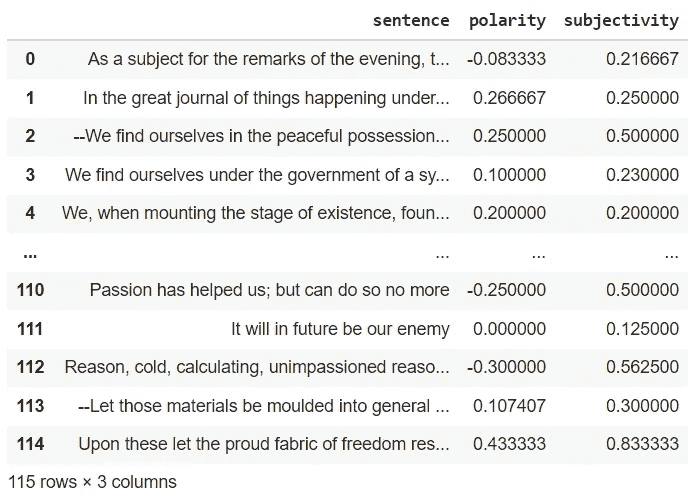 sentence polarity subjectivity
0 As a subject for the remarks of the evening, t... -0.083333 0.216667
1 In the great journal of things happening under... 0.266667 0.250000
2 --We find ourselves in the peaceful possession... 0.250000 0.500000
3 We find ourselves under the government of a sy... 0.100000 0.230000
4 We, when mounting the stage of existence, foun... 0.200000 0.200000
... ... ... ...
110 Passion has helped us; but can do so no more -0.250000 0.500000
111 It will in future be our enemy 0.000000 0.125000
112 Reason, cold, calculating, unimpassioned reaso... -0.300000 0.562500
113 --Let those materials be moulded into general ... 0.107407 0.300000
114 Upon these let the proud fabric of freedom res... 0.433333 0.833333
115 rows × 3 columns